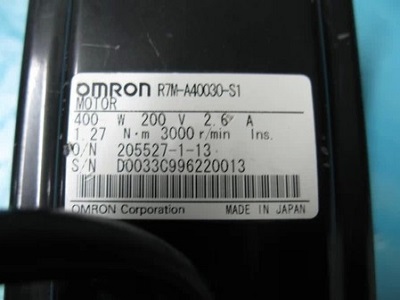 OMRON R7M-A40030-S1
MOTOR
400 W 200 V 2.6 A
1.27 N·m 3000 r/min Ins.
O/N 205527-1-13
S/N D0033C996220013
OMRON Corporation MADE IN JAPAN